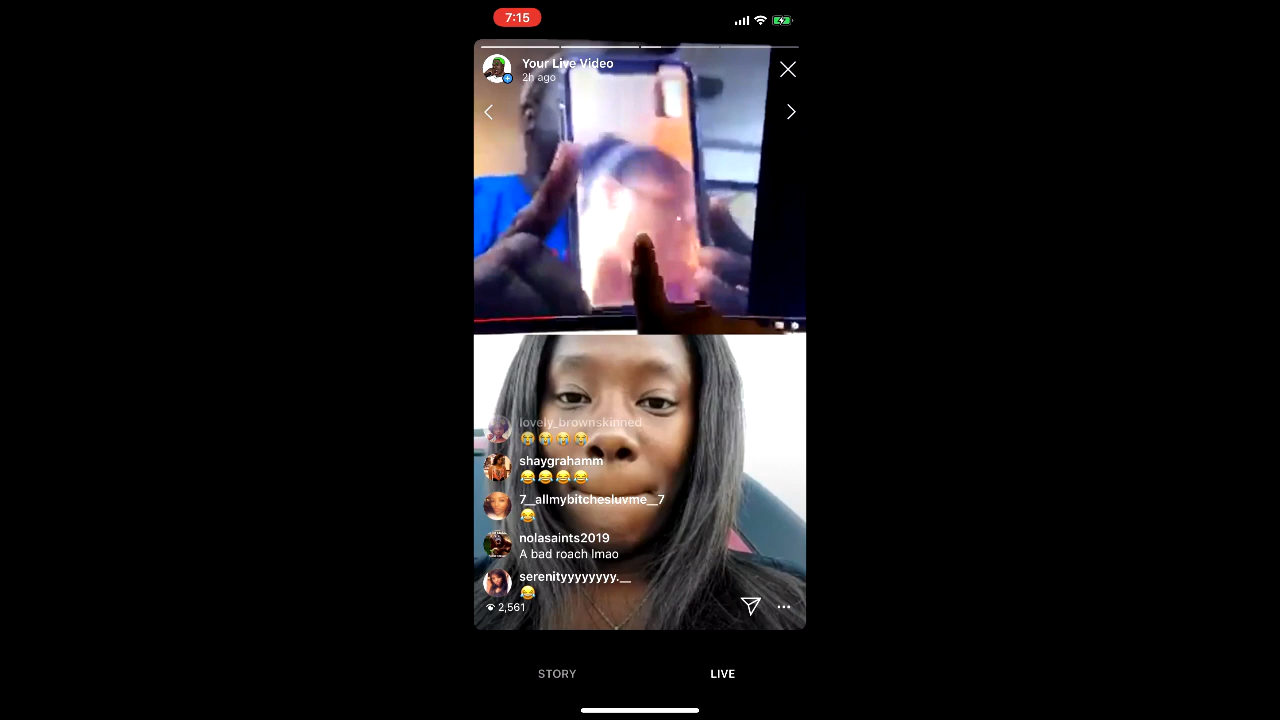 7:15
Your Live Video
2h ago
lovely_brownskinned
😭😭😭😭
shaygrahamm
😂😂😂😂
7__allmybitchesluvme__7
😂
nolasaints2019
A bad roach lmao
serenityyyyyyyy.__
😂
2,561
STORY
LIVE